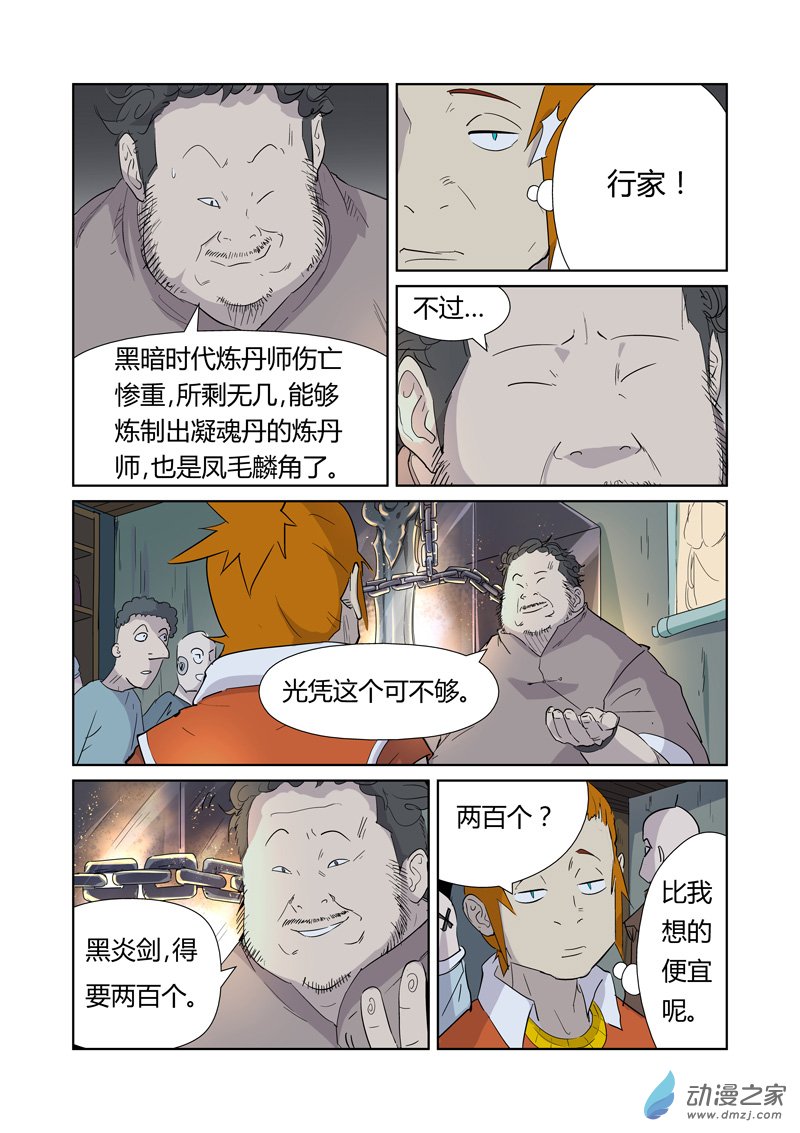 黑暗时代炼丹师伤亡
惨重,所剩无几,能够
炼制出凝魂丹的炼丹
师,也是凤毛麟角了。
行家！
不过…
光凭这个可不够。
黑炎剑,得
要两百个。
两百个？
比我
想的
便宜
呢。
动漫之家
www.dmzj.com